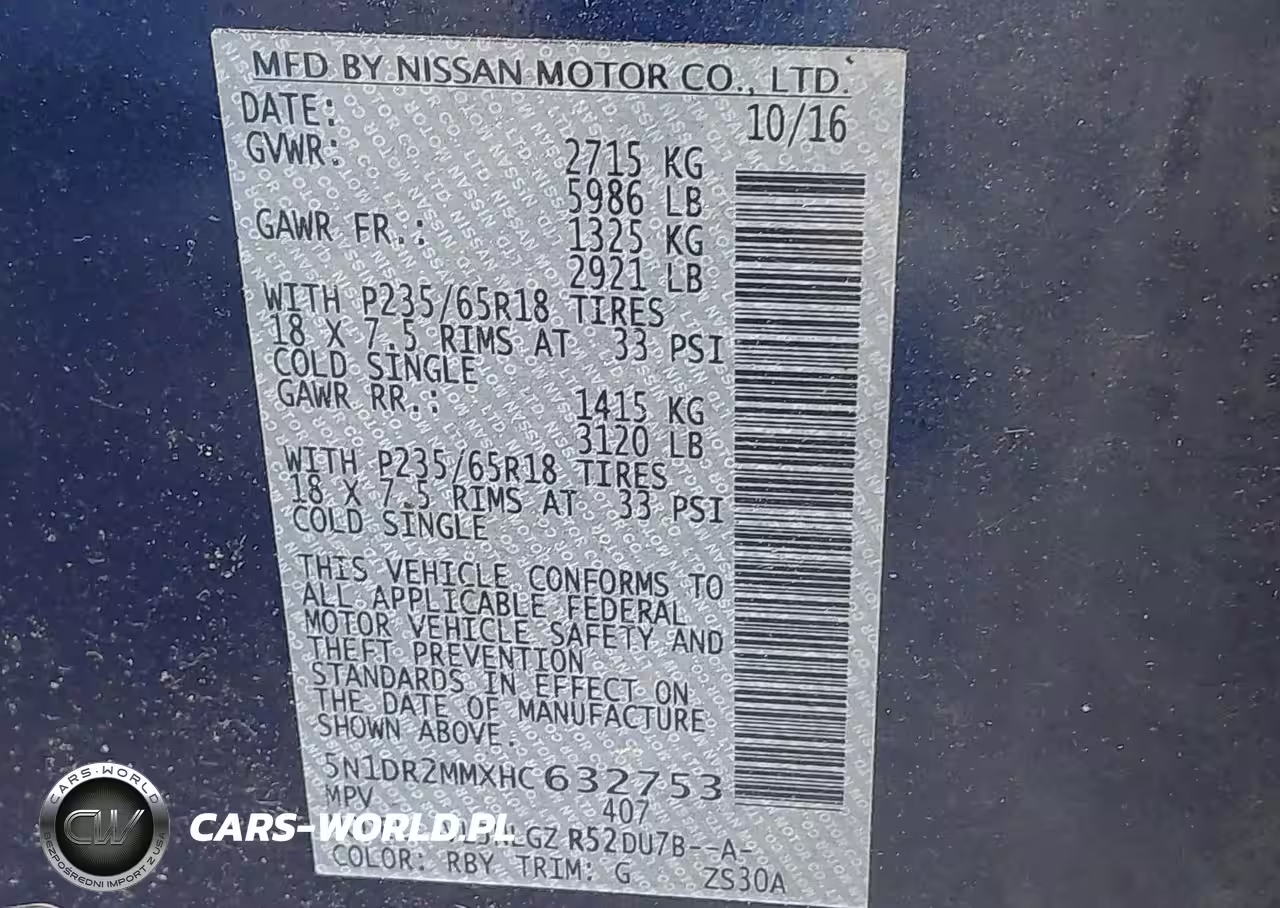 MFD BY NISSAN MOTOR CO., LTD.
DATE: 10/16
GVWR: 2715 KG
5986 LB
GAWR FR.: 1325 KG
2921 LB
WITH P235/65R18 TIRES
18 X 7.5 RIMS AT 33 PSI
COLD SINGLE
GAWR RR.: 1415 KG
3120 LB
WITH P235/65R18 TIRES
18 X 7.5 RIMS AT 33 PSI
COLD SINGLE
THIS VEHICLE CONFORMS TO
ALL APPLICABLE FEDERAL
MOTOR VEHICLE SAFETY AND
THEFT PREVENTION
STANDARDS IN EFFECT ON
THE DATE OF MANUFACTURE
SHOWN ABOVE.
5N1DR2MMXHC632753
MPV 407
R52DU7B--A-
COLOR: RBY TRIM: G ZS30A
CARS-WORLD
CW
BEZPOŚREDNI IMPORT Z USA
CARS-WORLD.PL